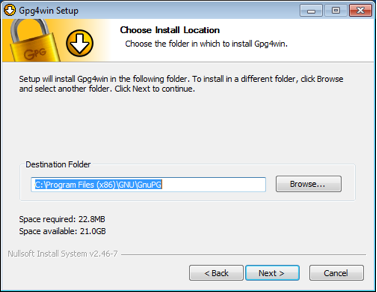 Gpg4win Setup
GPG
Choose Install Location
Choose the folder in which to install Gpg4win.
Setup will install Gpg4win in the following folder. To install in a different folder, click Browse
and select another folder. Click Next to continue.
Destination Folder
C:\Program Files (x86)\GNU\GnuPG
Browse...
Space required: 22.8MB
Space available: 21.0GB
Nullsoft Install System v2.46-7
< Back
Next >
Cancel